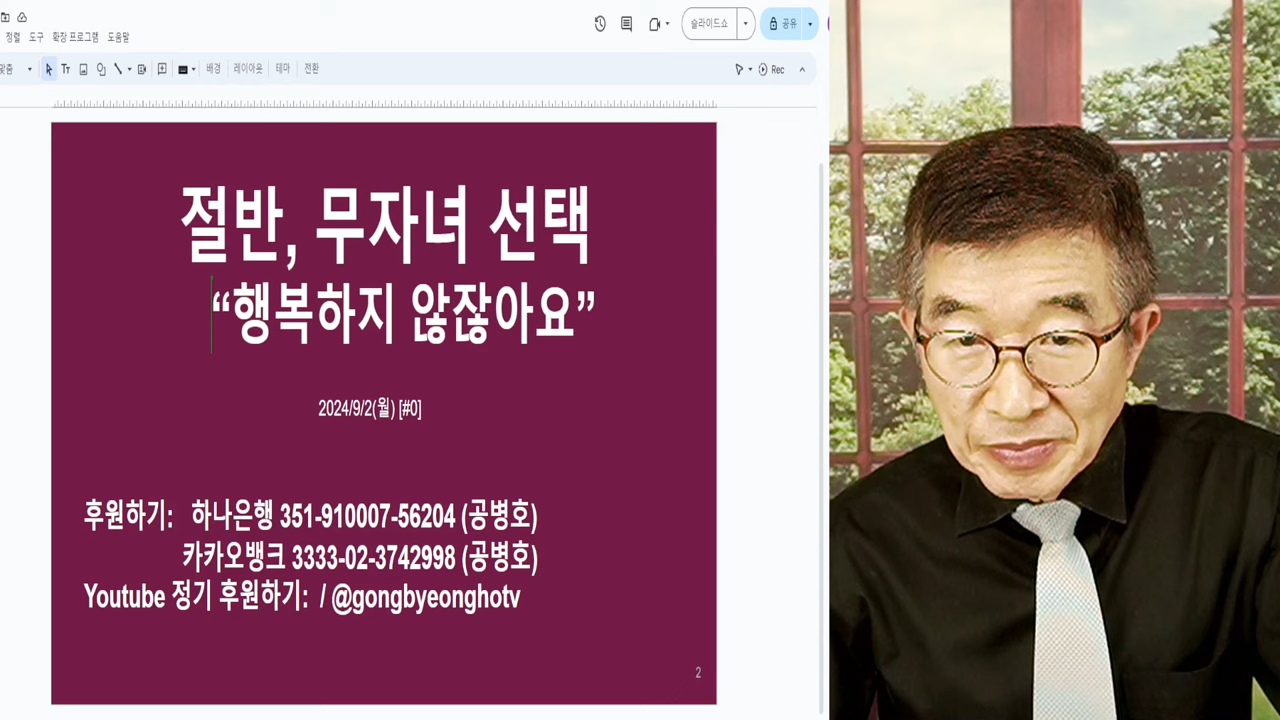 정렬 도구 확장 프로그램 도움말
슬라이드쇼
공유
맞춤
배경 레이아웃 테마 전환
Rec
절반, 무자녀 선택
“행복하지 않잖아요”
2024/9/2(월) [#0]
후원하기: 하나은행 351-910007-56204 (공병호)
카카오뱅크 3333-02-3742998 (공병호)
Youtube 정기 후원하기: / @gongbyeonghotv
2